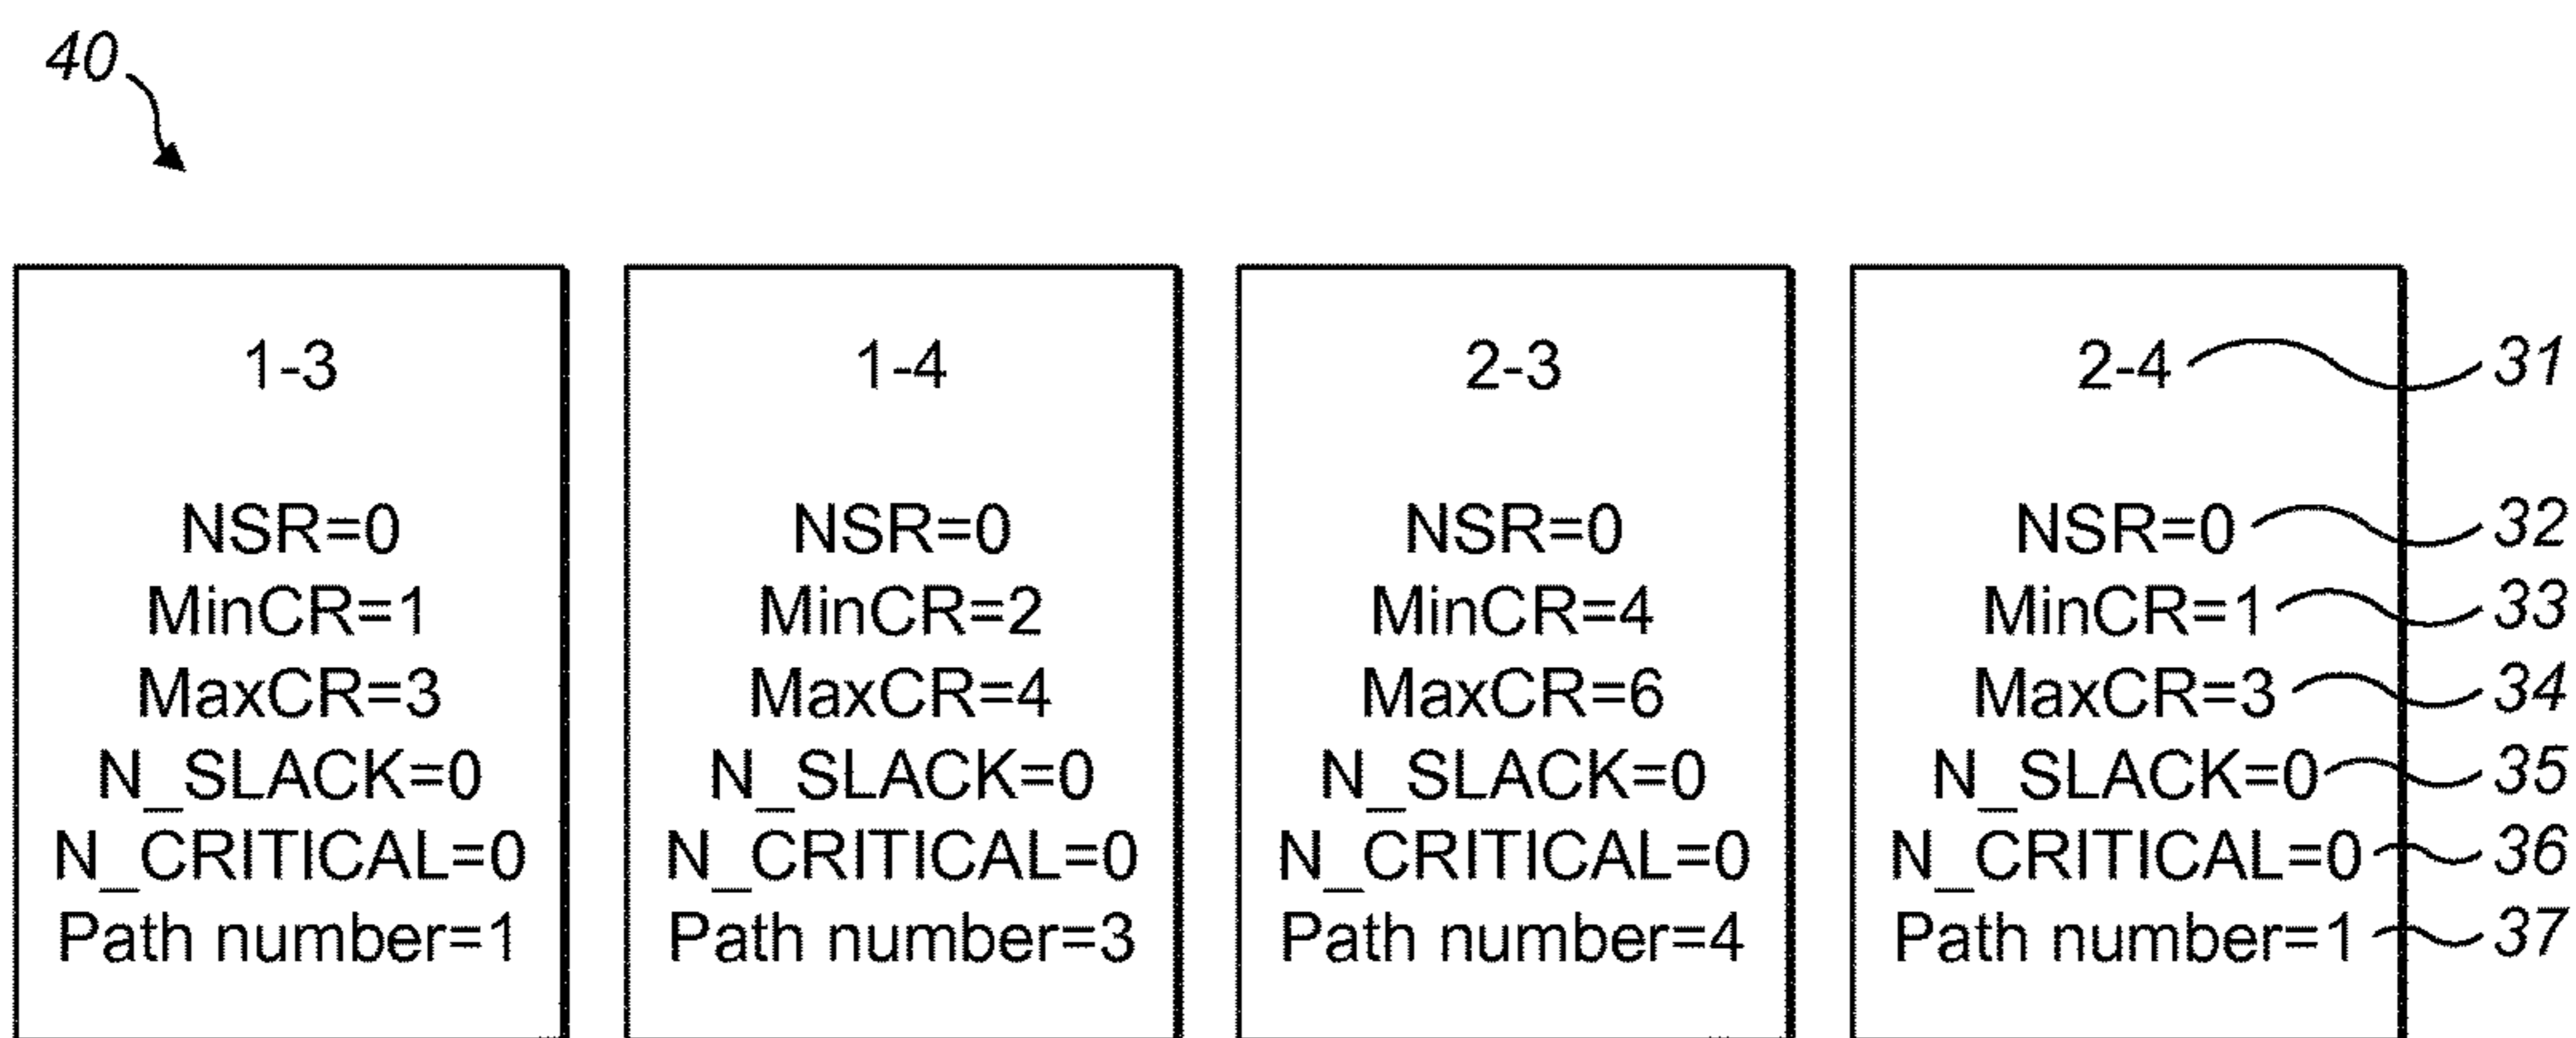 40
1-3
NSR=0
MinCR=1
MaxCR=3
N_SLACK=0
N_CRITICAL=0
Path number=1
1-4
NSR=0
MinCR=2
MaxCR=4
N_SLACK=0
N_CRITICAL=0
Path number=3
2-3
NSR=0
MinCR=4
MaxCR=6
N_SLACK=0
N_CRITICAL=0
Path number=4
2-4
NSR=0
MinCR=1
MaxCR=3
N_SLACK=0
N_CRITICAL=0
Path number=1
31
32
33
34
35
36
37